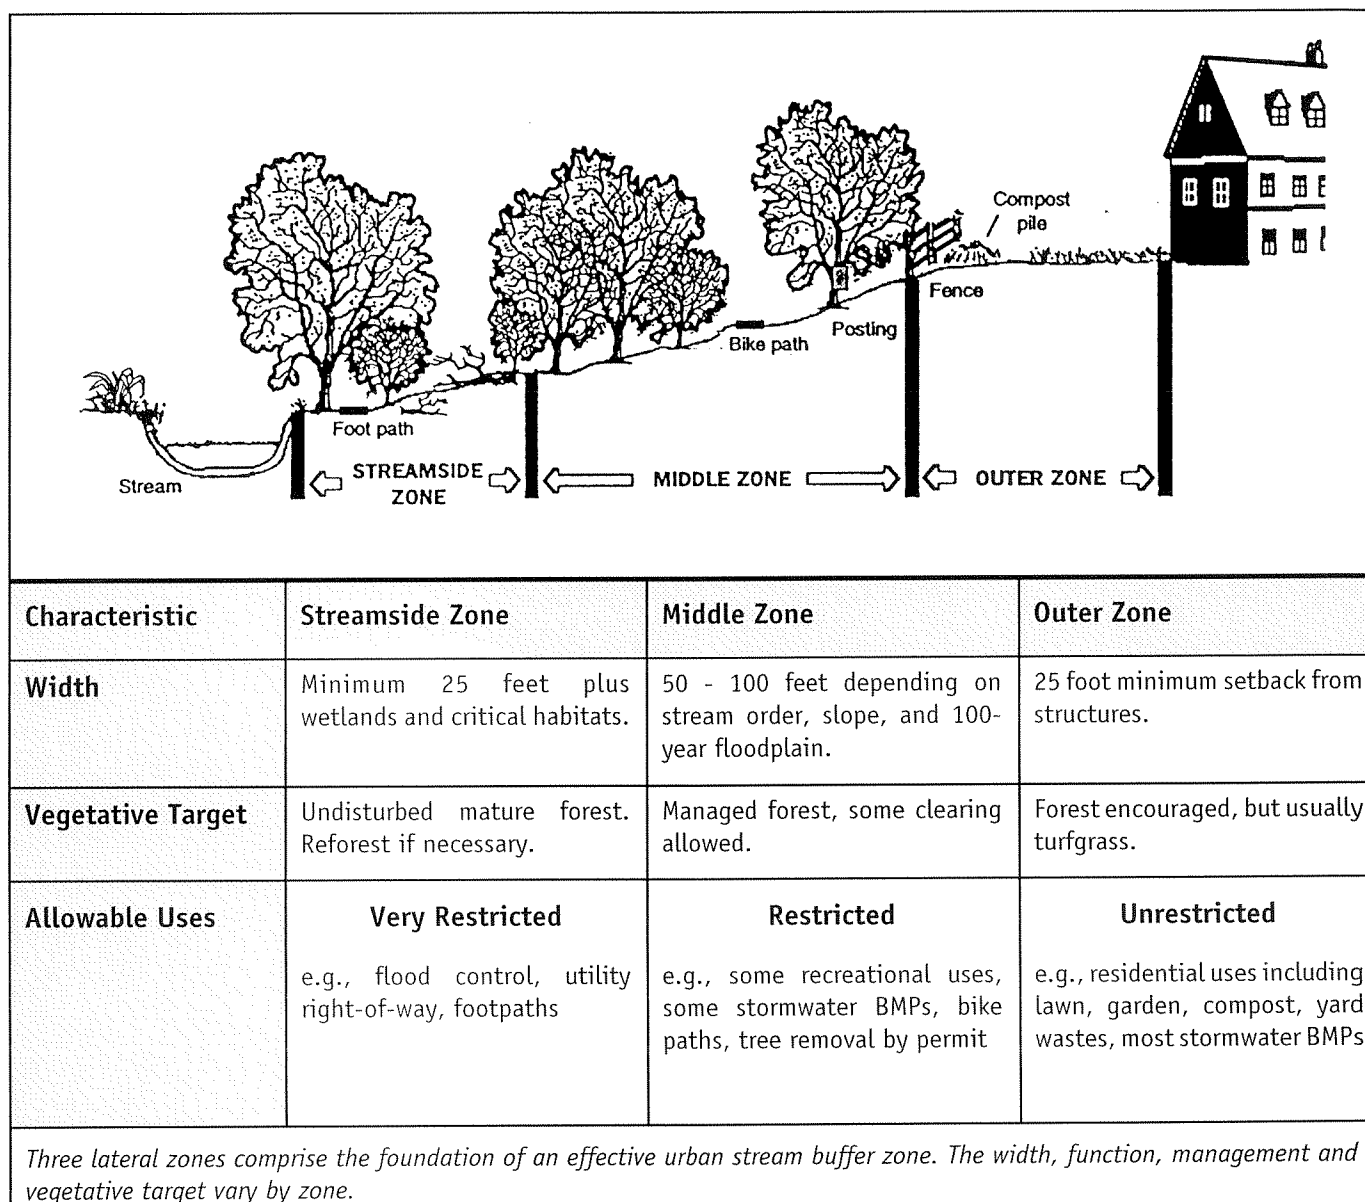 Compost
pile
Fence
Posting
Bike path
Foot path
Stream
STREAMSIDE
ZONE
MIDDLE ZONE
OUTER ZONE
Characteristic
Streamside Zone
Middle Zone
Outer Zone
Width
Minimum 25 feet plus
wetlands and critical habitats.
50 - 100 feet depending on
stream order, slope, and 100-
year floodplain.
25 foot minimum setback from
structures.
Vegetative Target
Undisturbed mature forest.
Reforest if necessary.
Managed forest, some clearing
allowed.
Forest encouraged, but usually
turfgrass.
Allowable Uses
Very Restricted
e.g., flood control, utility
right-of-way, footpaths
Restricted
e.g., some recreational uses,
some stormwater BMPs, bike
paths, tree removal by permit
Unrestricted
e.g., residential uses including
lawn, garden, compost, yard
wastes, most stormwater BMPs
Three lateral zones comprise the foundation of an effective urban stream buffer zone. The width, function, management and
vegetative target vary by zone.